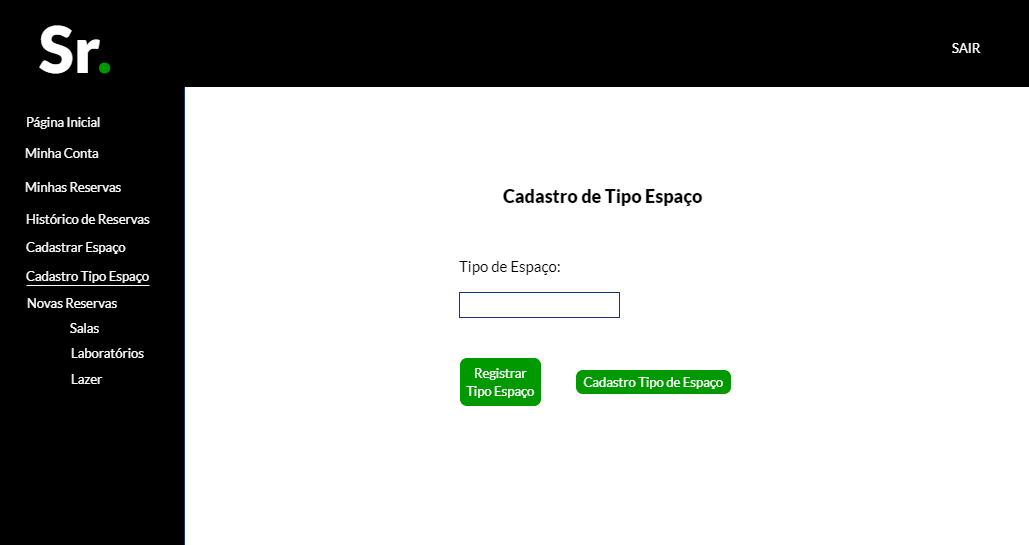 Sr.
SAIR
Página Inicial
Minha Conta
Minhas Reservas
Histórico de Reservas
Cadastrar Espaço
Cadastro Tipo Espaço
Novas Reservas
Salas
Laboratórios
Lazer
Cadastro de Tipo Espaço
Tipo de Espaço:
Registrar
Tipo Espaço
Cadastro Tipo de Espaço